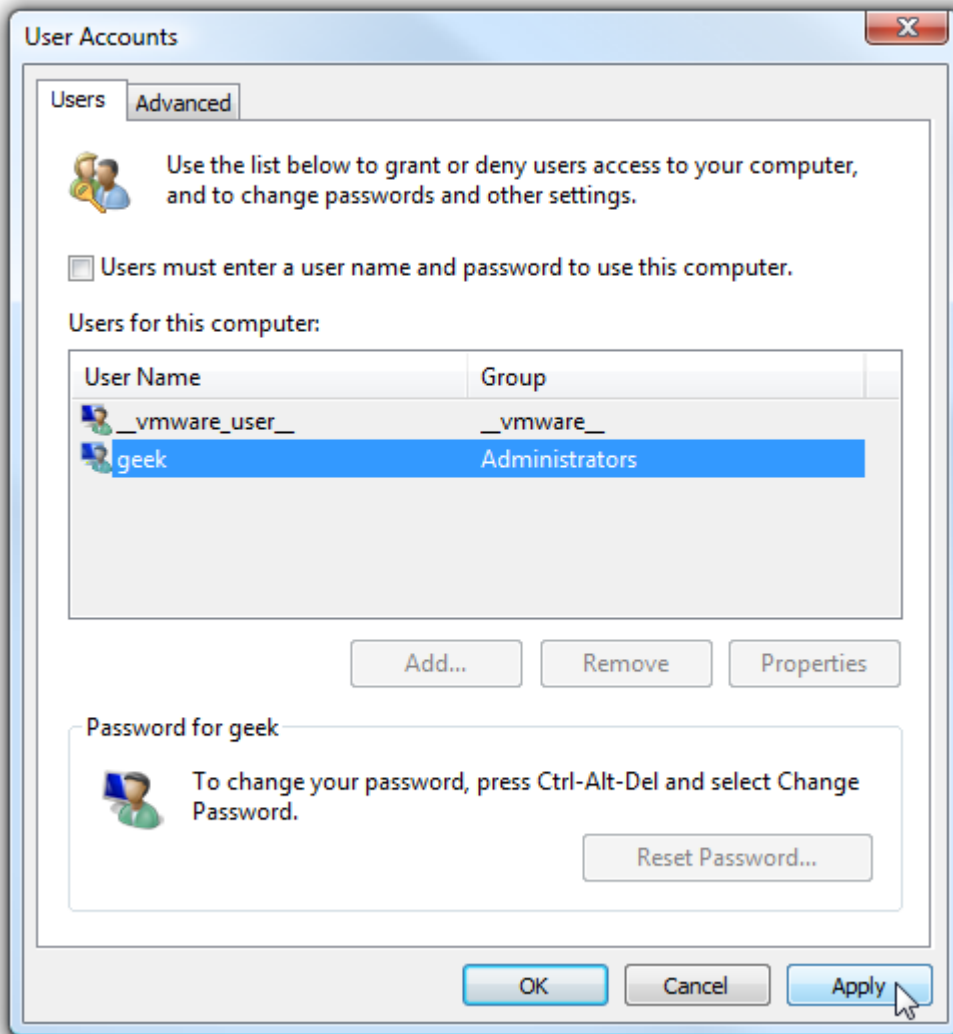 User Accounts
Users
Advanced
Use the list below to grant or deny users access to your computer,
and to change passwords and other settings.
Users must enter a user name and password to use this computer.
Users for this computer:
User Name Group
__vmware_user__ __vmware__
geek Administrators
Add... Remove Properties
Password for geek
To change your password, press Ctrl-Alt-Del and select Change
Password.
Reset Password...
OK Cancel Apply